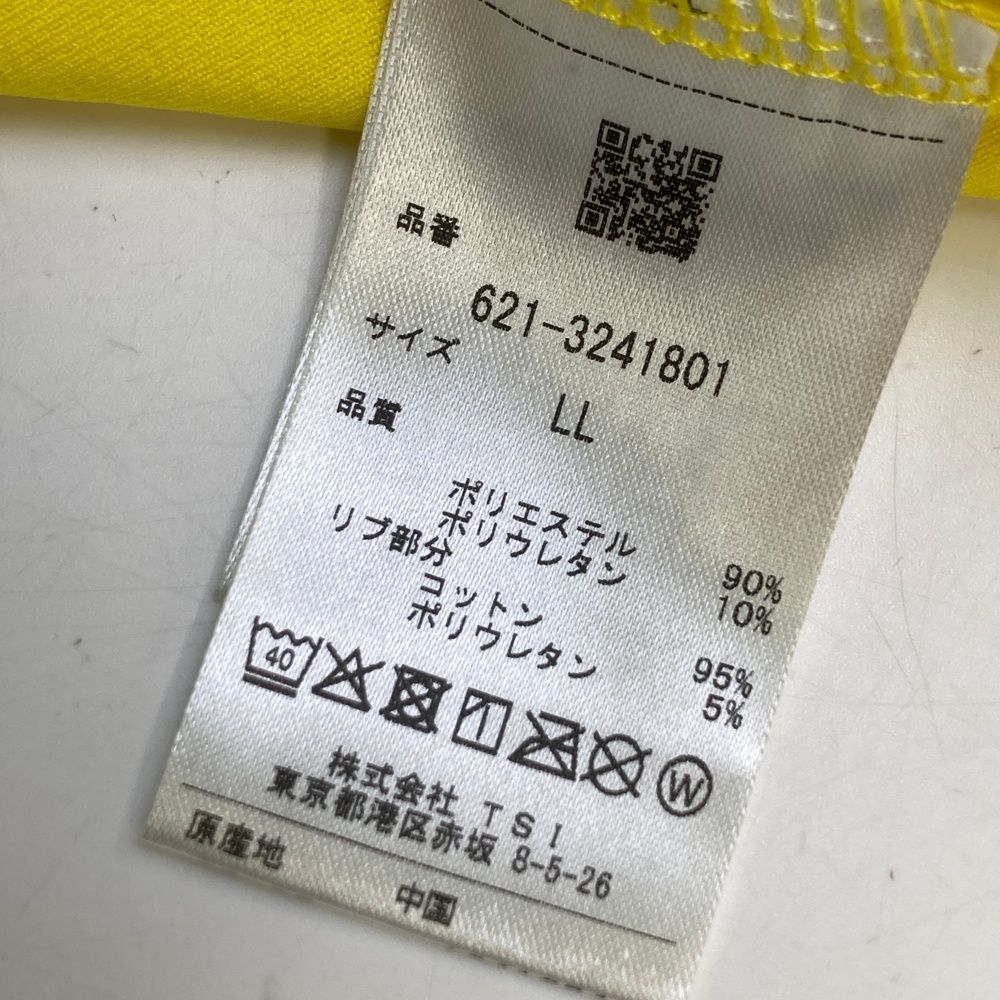 品番
621-3241801
サイズ
LL
品質
ポリエステル 90%
ポリウレタン 10%
リブ部分
コットン 95%
ポリウレタン 5%
40
W
株式会社 TSI
東京都港区赤坂 8-5-26
原産地
中国